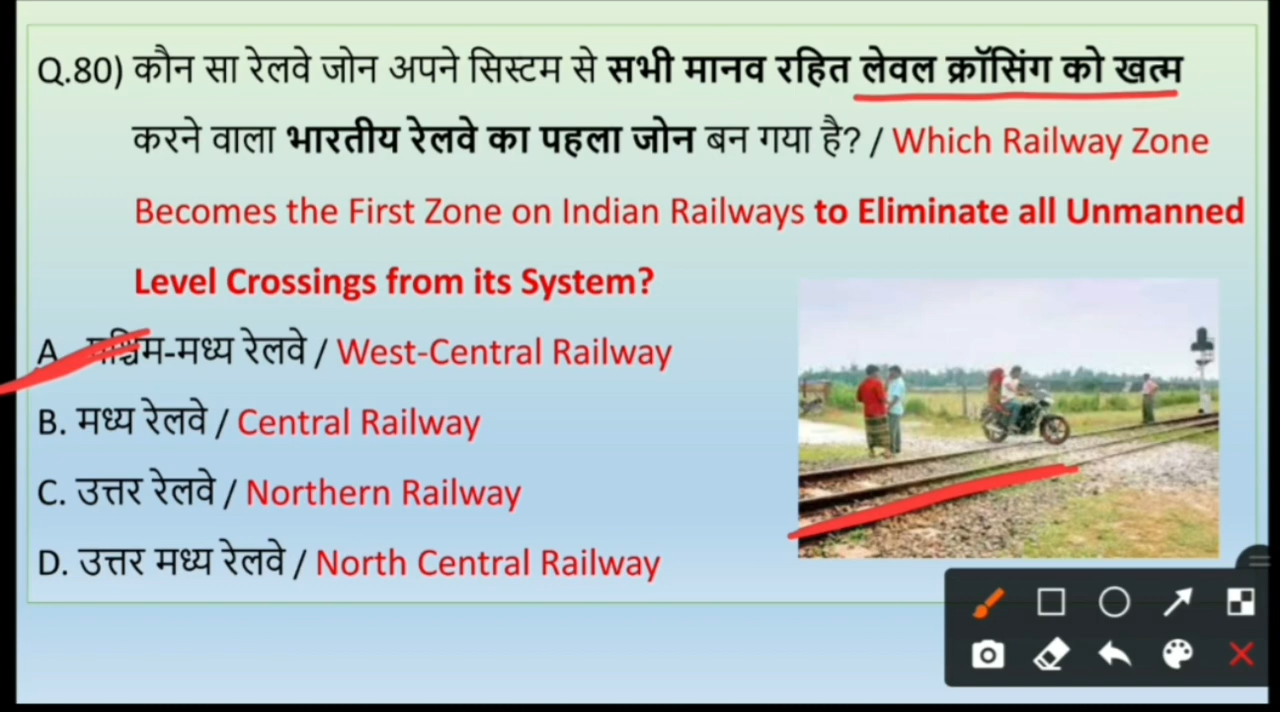 Q.80) कौन सा रेलवे जोन अपने सिस्टम से सभी मानव रहित लेवल क्रॉसिंग को खत्म
करने वाला भारतीय रेलवे का पहला जोन बन गया है? / Which Railway Zone
Becomes the First Zone on Indian Railways to Eliminate all Unmanned
Level Crossings from its System?
A. पश्चिम-मध्य रेलवे / West-Central Railway
B. मध्य रेलवे / Central Railway
C. उत्तर रेलवे / Northern Railway
D. उत्तर मध्य रेलवे / North Central Railway